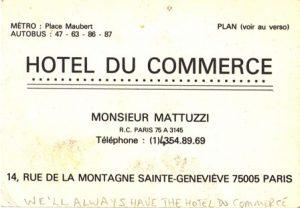 MÉTRO : Place Maubert PLAN (voir au verso)
AUTOBUS : 47 - 63 - 86 - 87
HOTEL DU COMMERCE
MONSIEUR MATTUZZI
R.C. PARIS 75 A 3145
Téléphone : (1)4354.89.69
14, RUE DE LA MONTAGNE SAINTE-GENEVIÈVE 75005 PARIS
WE'LL ALWAYS HAVE THE HOTEL DU COMMERCE